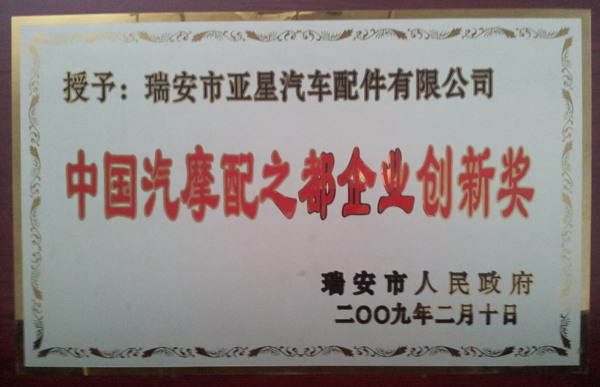 授予：瑞安市亚星汽车配件有限公司
中国汽摩配之都企业创新奖
瑞安市人民政府
二〇〇九年二月十日